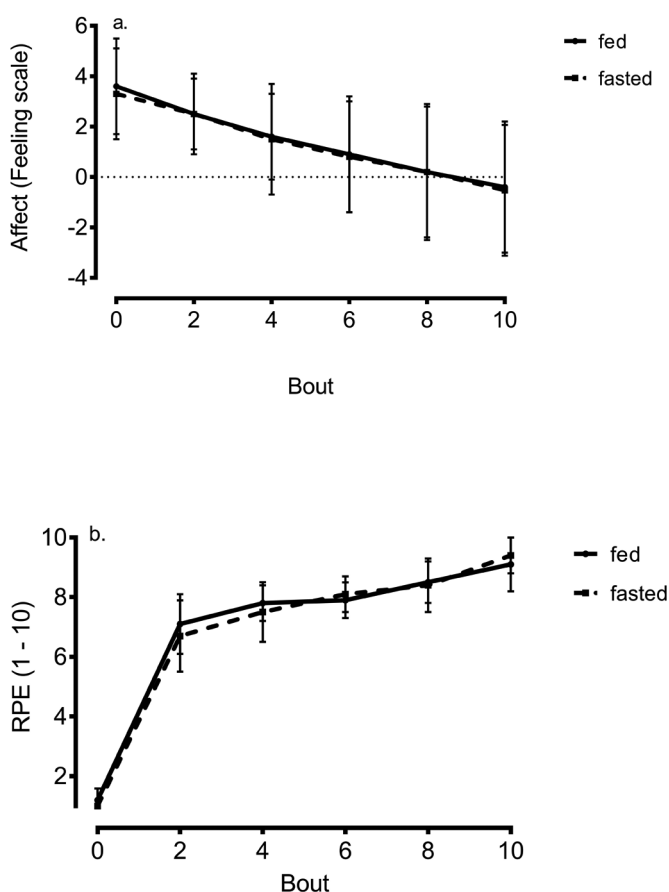 a.
Affect (Feeling scale)
6
4
2
0
-2
-4
0 2 4 6 8 10
Bout
fed
fasted
b.
RPE (1 - 10)
10
8
6
4
2
0 2 4 6 8 10
Bout
fed
fasted